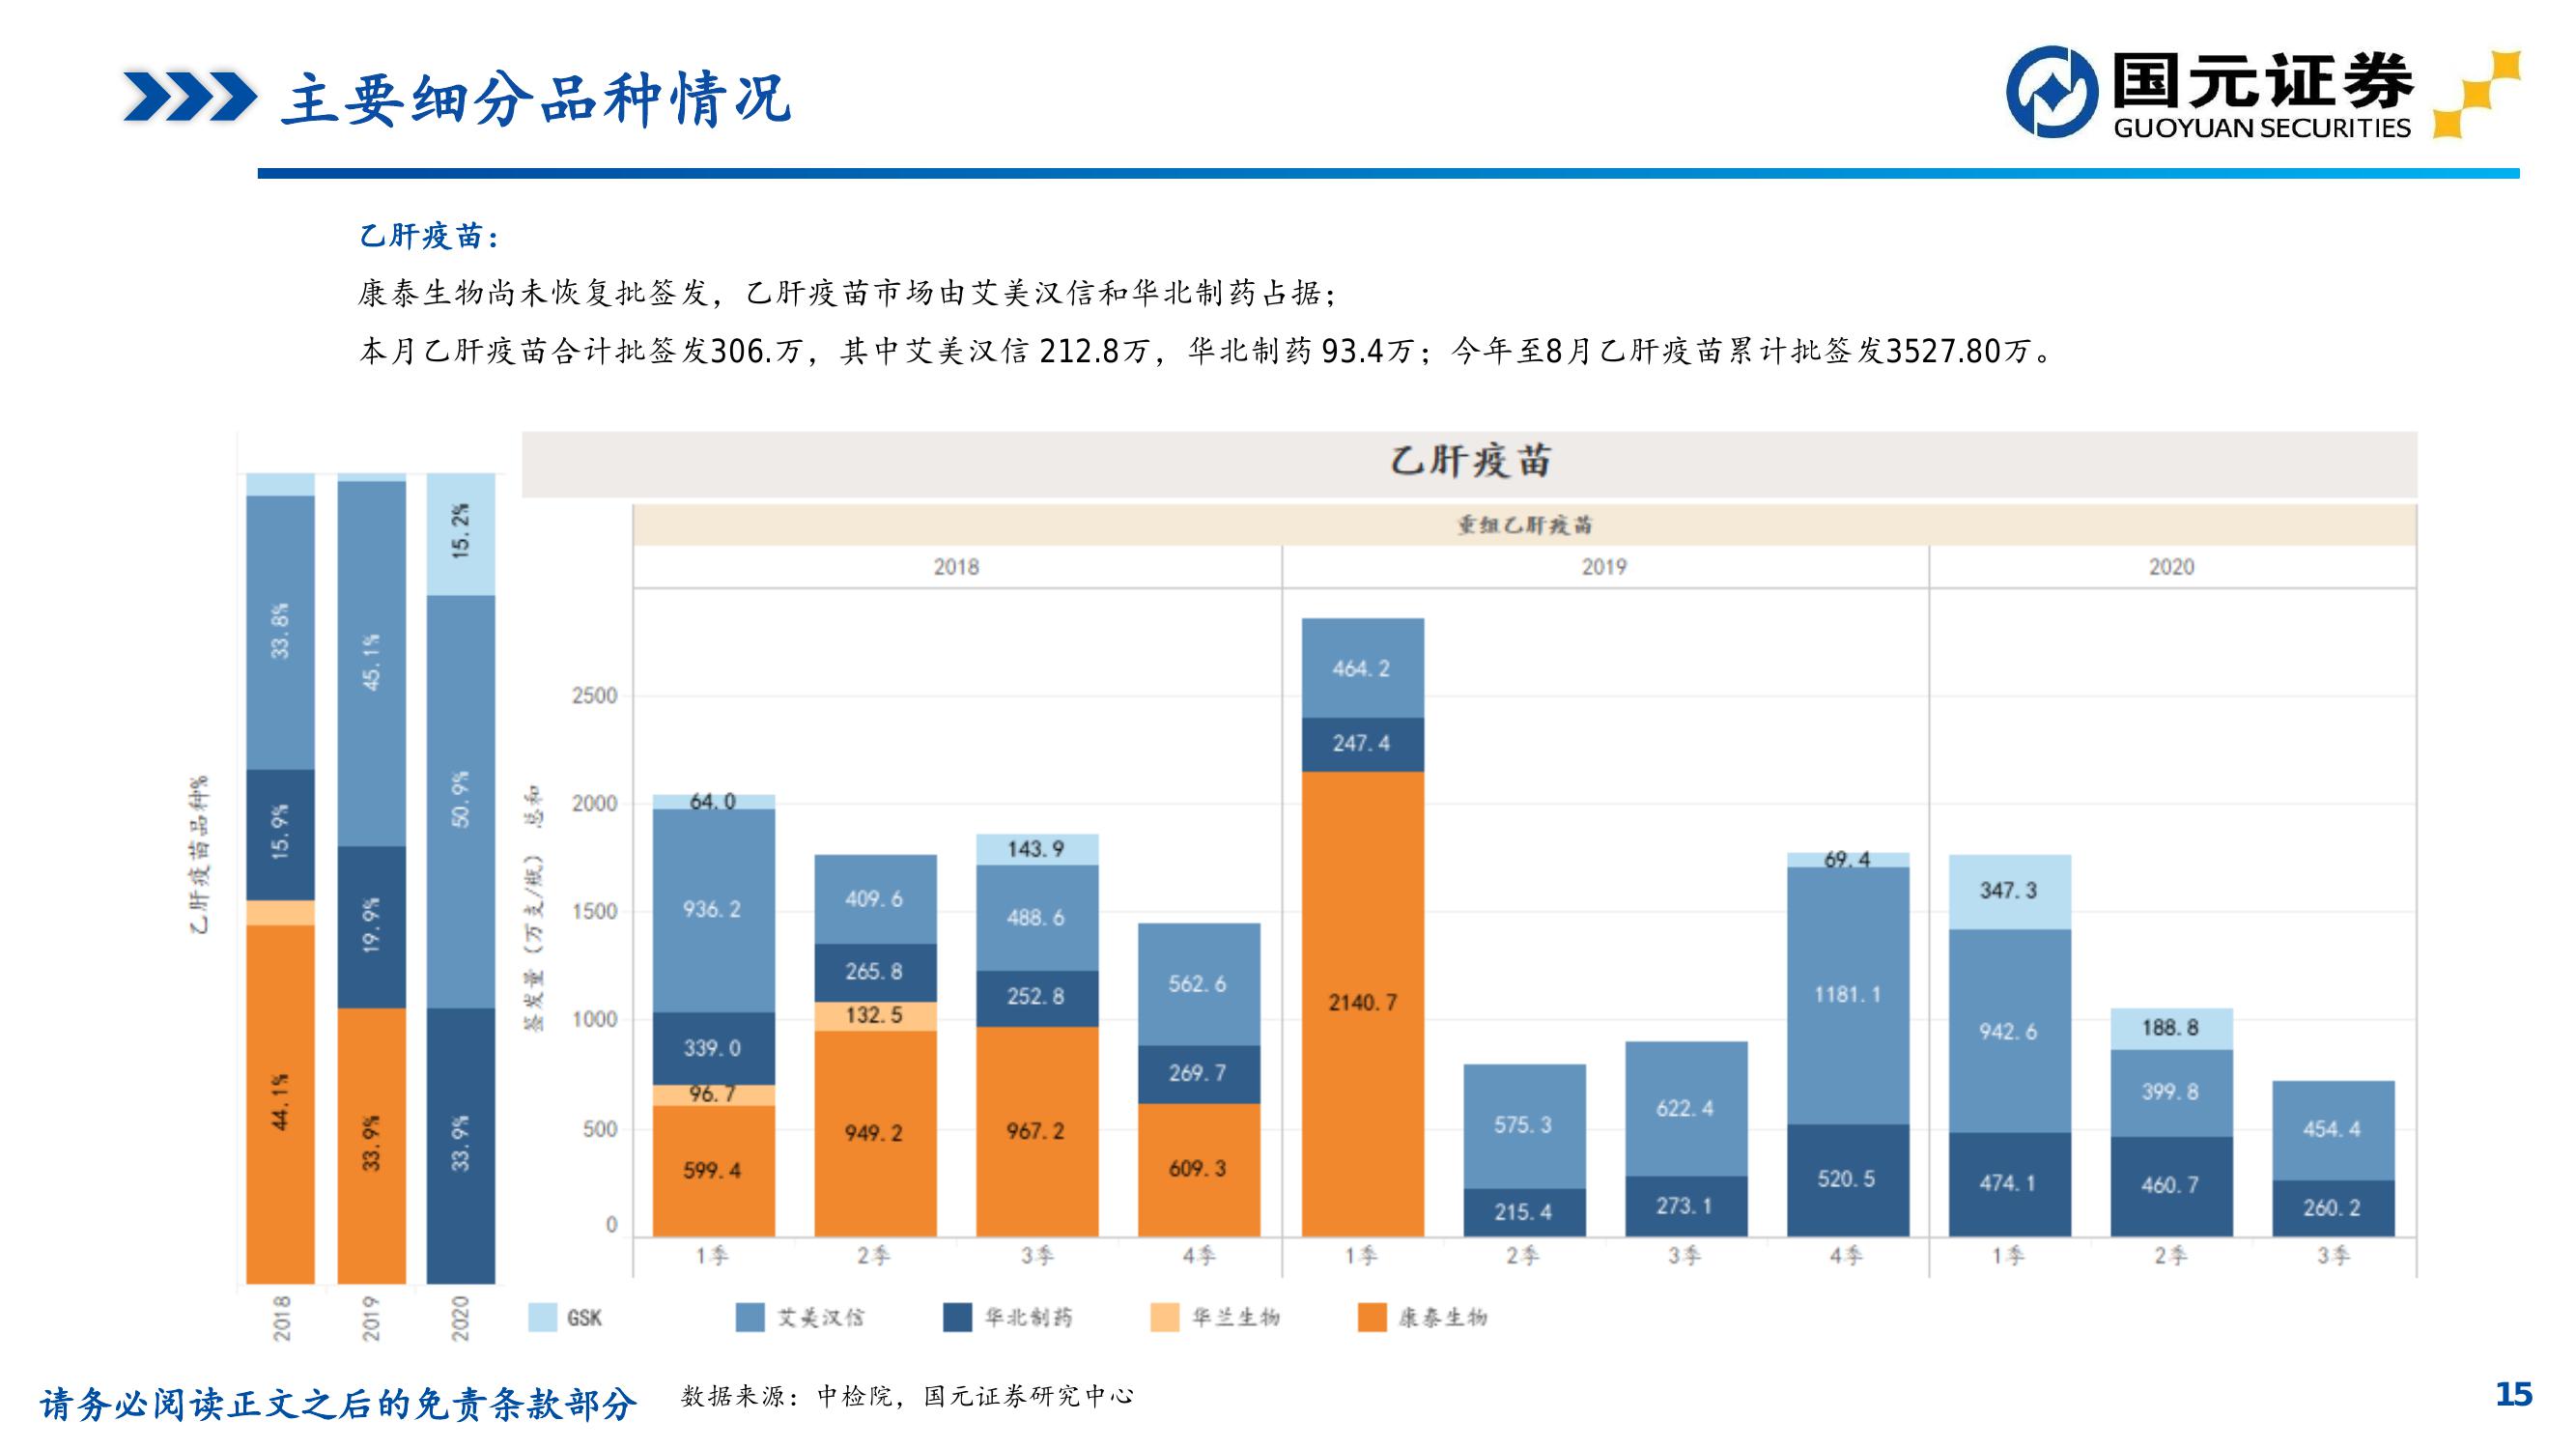 主要细分品种情况
国元证券
GUOYUAN SECURITIES
乙肝疫苗：
康泰生物尚未恢复批签发，乙肝疫苗市场由艾美汉信和华北制药占据；
本月乙肝疫苗合计批签发306.万，其中艾美汉信 212.8万，华北制药 93.4万；今年至8月乙肝疫苗累计批签发3527.80万。
乙肝疫苗品种%
33.8%
15.9%
44.1%
45.1%
19.9%
33.9%
15.2%
50.9%
33.9%
2018
2019
2020
乙肝疫苗
重组乙肝疫苗
2018
2019
2020
签发量（万支/瓶） 总和
2500
2000
1500
1000
500
0
64.0
936.2
339.0
96.7
599.4
409.6
265.8
132.5
949.2
143.9
488.6
252.8
967.2
562.6
269.7
609.3
464.2
247.4
2140.7
575.3
215.4
622.4
273.1
69.4
1181.1
520.5
347.3
942.6
474.1
188.8
399.8
460.7
454.4
260.2
1季
2季
3季
4季
1季
2季
3季
4季
1季
2季
3季
GSK
艾美汉信
华北制药
华兰生物
康泰生物
请务必阅读正文之后的免责条款部分
数据来源：中检院，国元证券研究中心
15